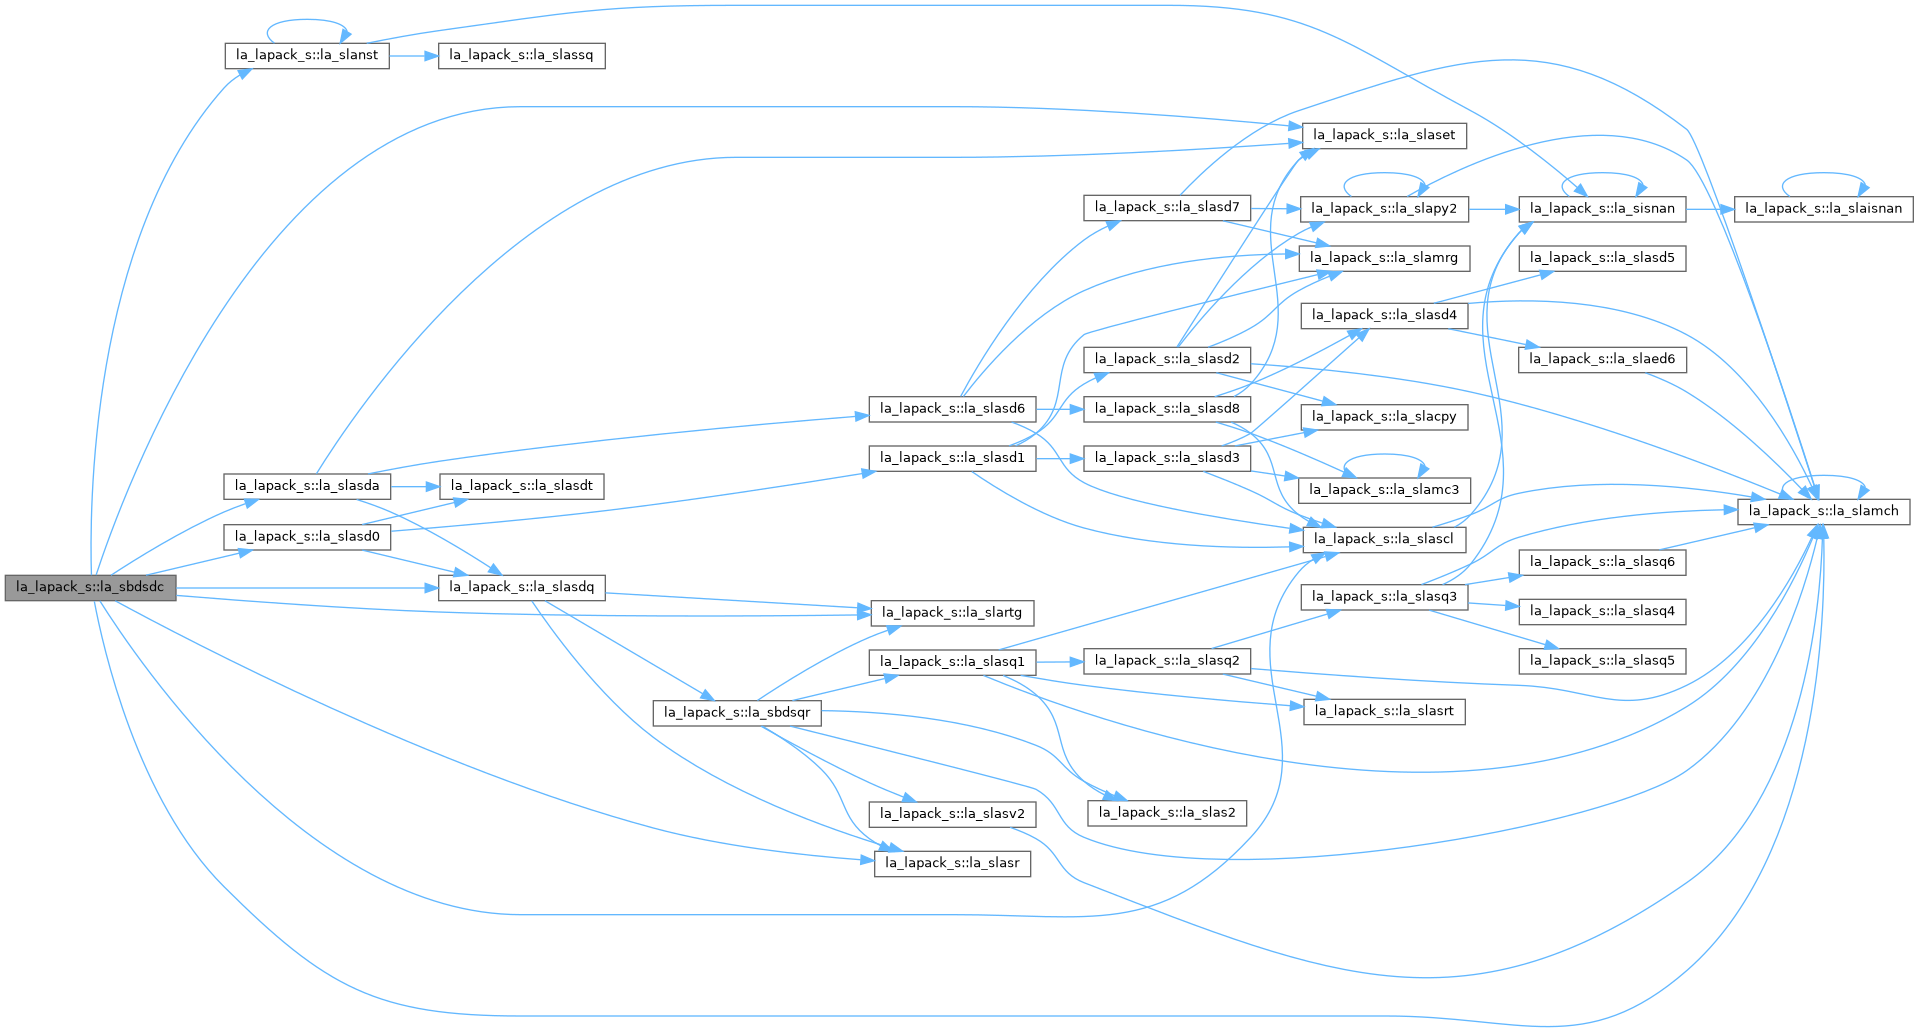 la_lapack_s::la_slanst
la_lapack_s::la_slassq
la_lapack_s::la_slaset
la_lapack_s::la_slasd7
la_lapack_s::la_slapy2
la_lapack_s::la_sisnan
la_lapack_s::la_slaisnan
la_lapack_s::la_slamrg
la_lapack_s::la_slasd5
la_lapack_s::la_slasd4
la_lapack_s::la_slasd2
la_lapack_s::la_slaed6
la_lapack_s::la_slasd6
la_lapack_s::la_slasd8
la_lapack_s::la_slacpy
la_lapack_s::la_slasd1
la_lapack_s::la_slasd3
la_lapack_s::la_slasda
la_lapack_s::la_slasdt
la_lapack_s::la_slamc3
la_lapack_s::la_slamch
la_lapack_s::la_slasd0
la_lapack_s::la_slascl
la_lapack_s::la_slasq6
la_lapack_s::la_sbdsdc
la_lapack_s::la_slasdq
la_lapack_s::la_slasq3
la_lapack_s::la_slartg
la_lapack_s::la_slasq4
la_lapack_s::la_slasq1
la_lapack_s::la_slasq2
la_lapack_s::la_slasq5
la_lapack_s::la_sbdsqr
la_lapack_s::la_slasrt
la_lapack_s::la_slasv2
la_lapack_s::la_slas2
la_lapack_s::la_slasr